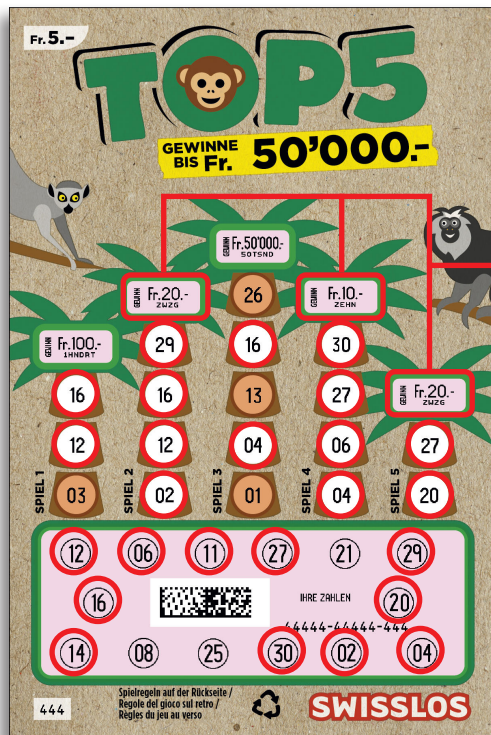 Fr. 5.–
TOP5
GEWINNE
BIS Fr. 50'000.-
GEWINN Fr.50'000.-
50TSND
GEWINN Fr.20.-
ZWZG
26
GEWINN Fr.10.-
ZEHN
GEWINN Fr.100.-
1HNDRT
29
16
30
GEWINN Fr.20.-
ZWZG
16
16
13
27
12
12
04
06
27
SPIEL 1
03
SPIEL 2
02
SPIEL 3
01
SPIEL 4
04
SPIEL 5
20
12 06 11 27 21 29
16 IHRE ZAHLEN 20
44444-44444-444
14 08 25 30 02 04
444
Spielregeln auf der Rückseite /
Regole del gioco sul retro /
Règles du jeu au verso
SWISSLOS